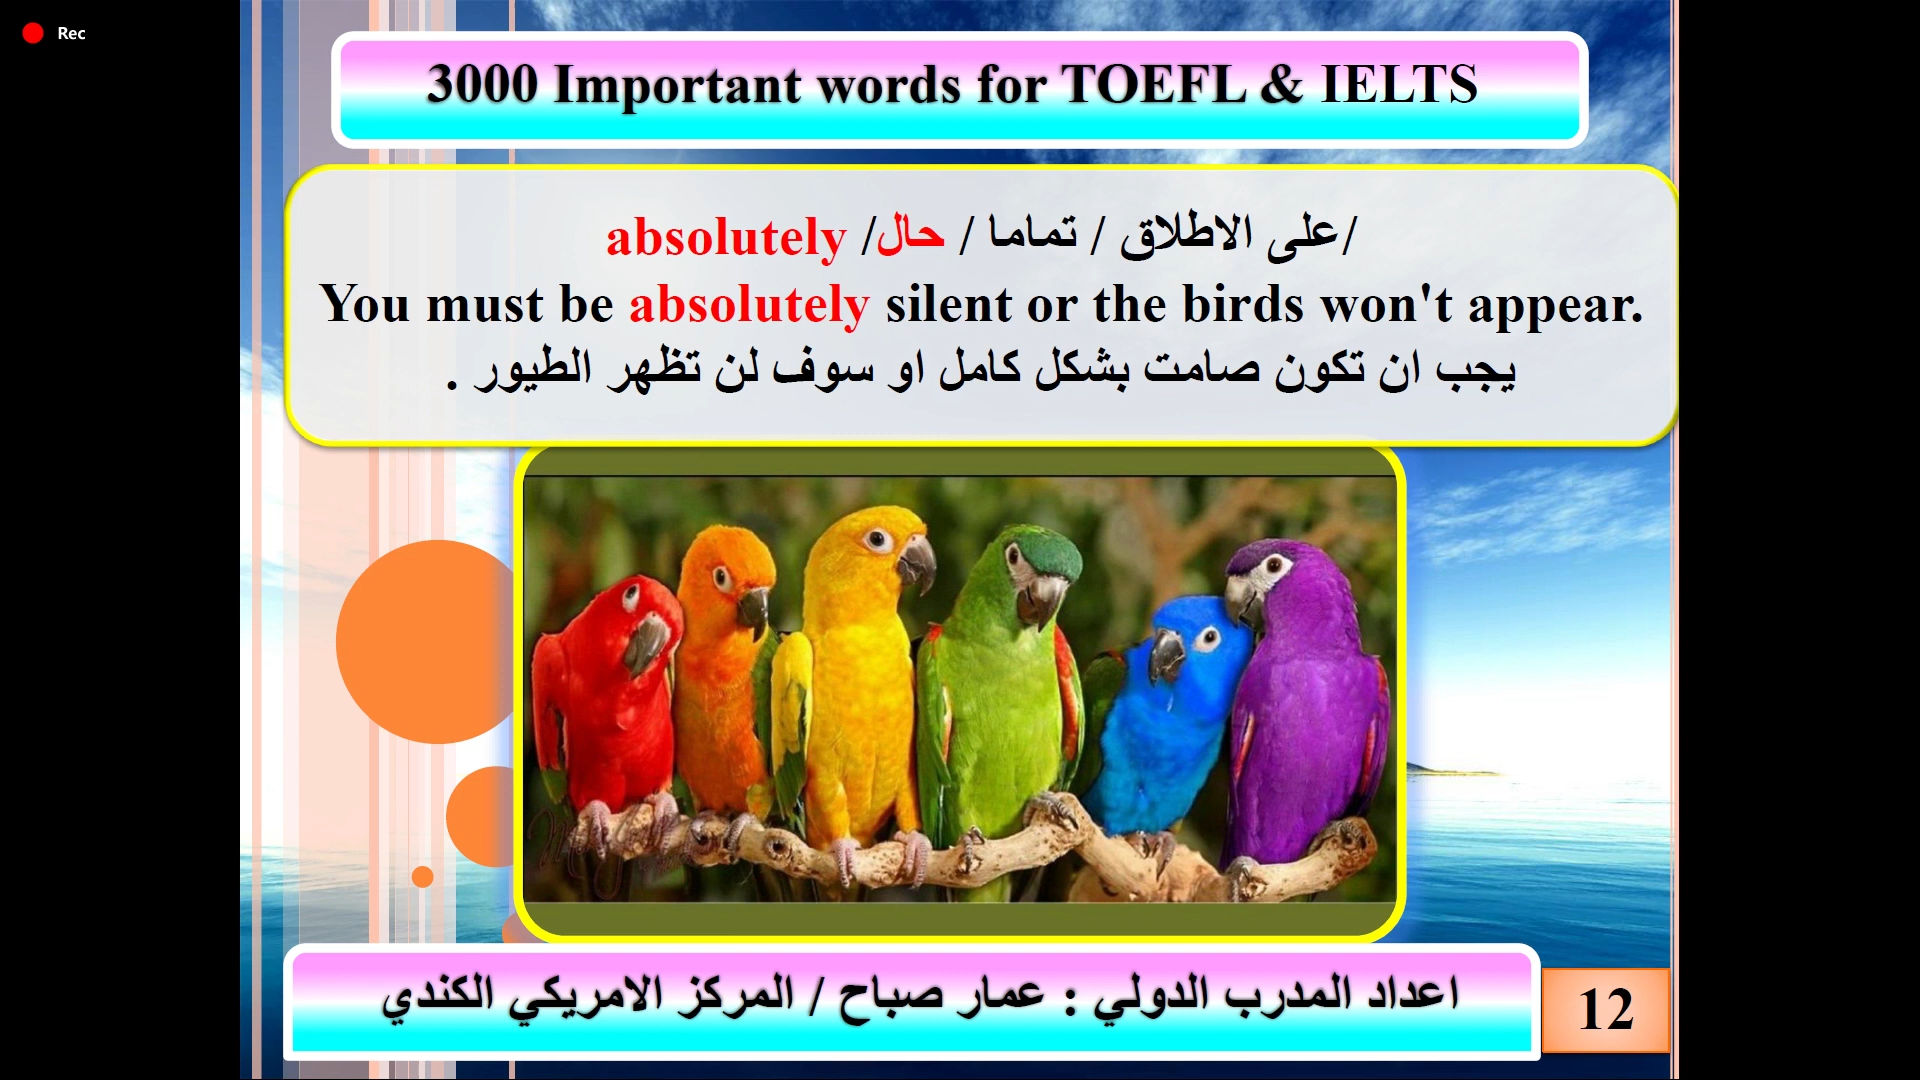 Rec
3000 Important words for TOEFL & IELTS
absolutely /حال / تماما / على الاطلاق/
You must be absolutely silent or the birds won't appear.
يجب ان تكون صامت بشكل كامل او سوف لن تظهر الطيور .
اعداد المدرب الدولي : عمار صباح / المركز الامريكي الكندي
12